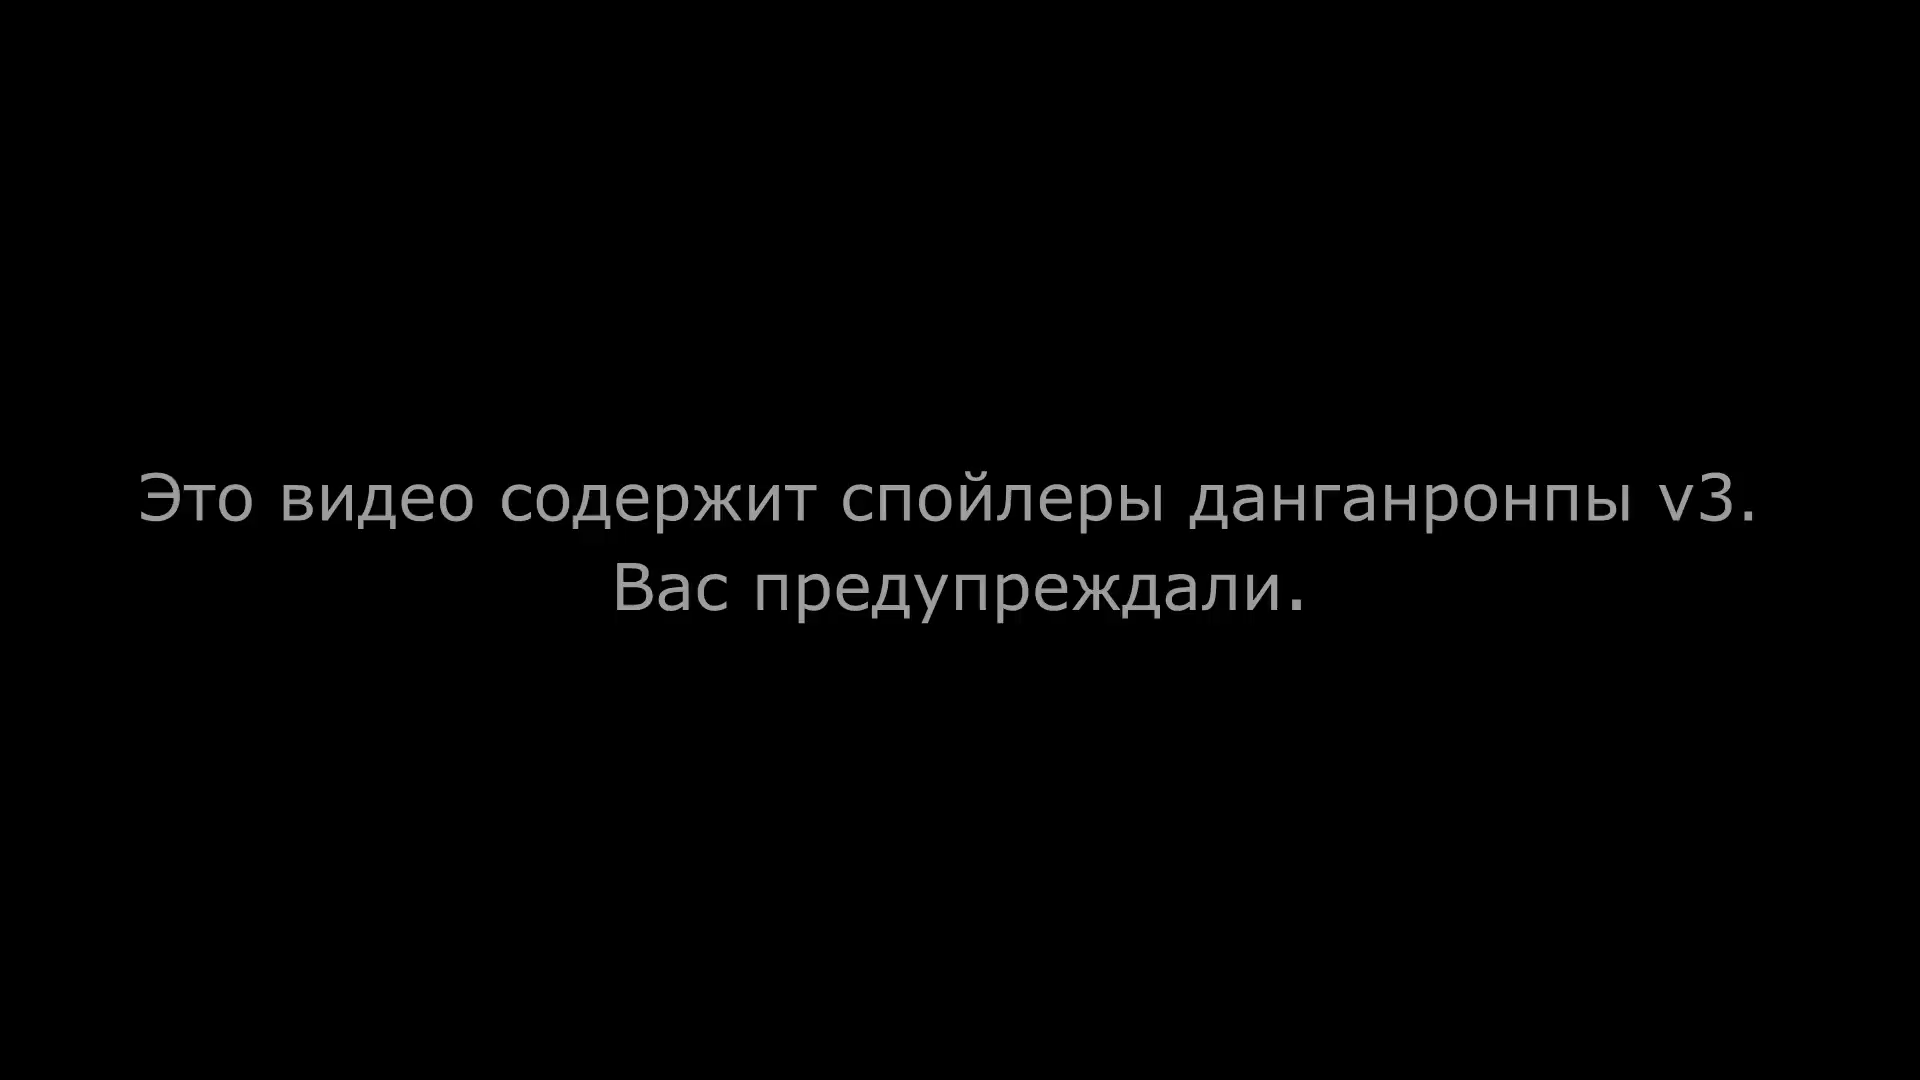 Это видео содержит спойлеры данганронпы v3.
Вас предупреждали.